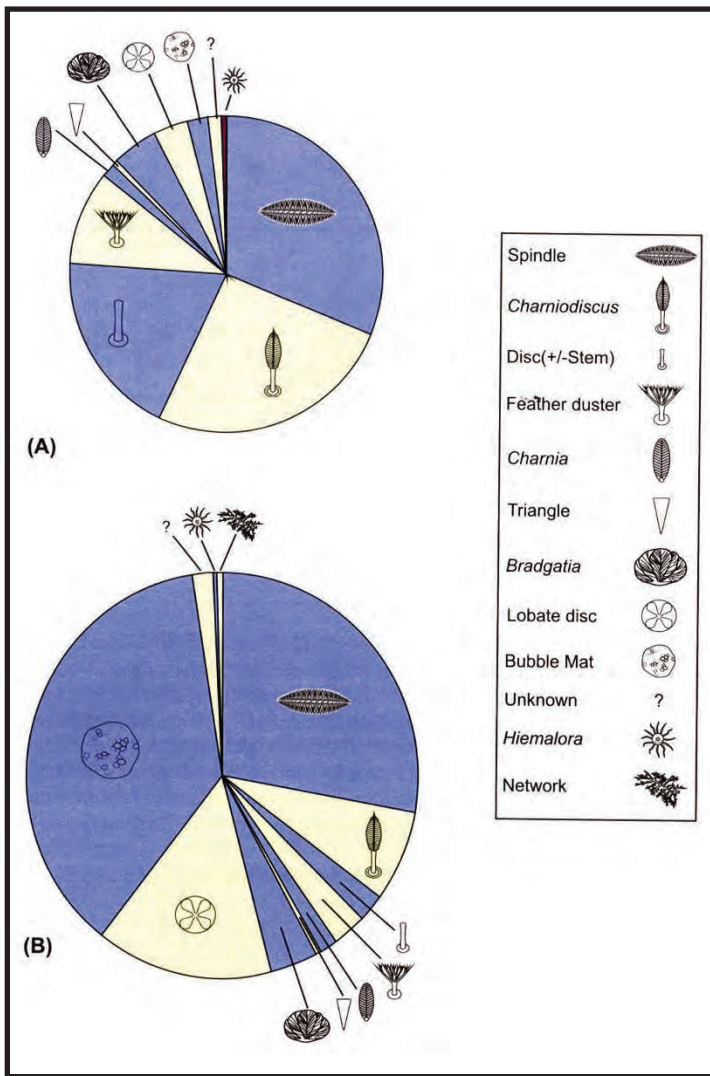 ?
(A)
?
(B)
Spindle
Charniodiscus
Disc(+/-Stem)
Feather duster
Charnia
Triangle
Bradgatia
Lobate disc
Bubble Mat
Unknown ?
Hiemalora
Network